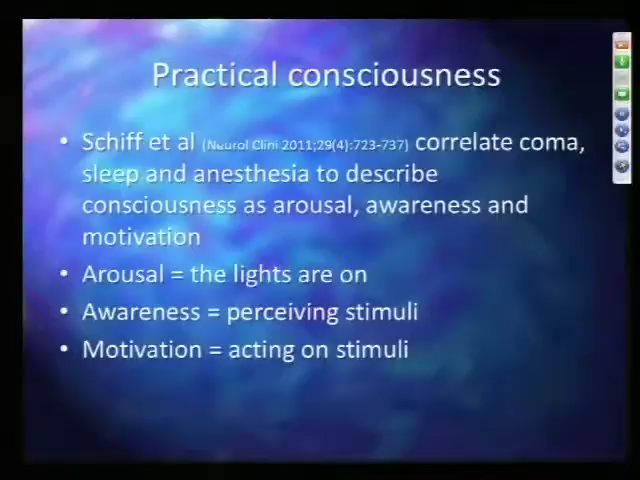 Practical consciousness
• Schiff et al (Neurol Clini 2011;29(4):723-737) correlate coma,
sleep and anesthesia to describe
consciousness as arousal, awareness and
motivation
• Arousal = the lights are on
• Awareness = perceiving stimuli
• Motivation = acting on stimuli